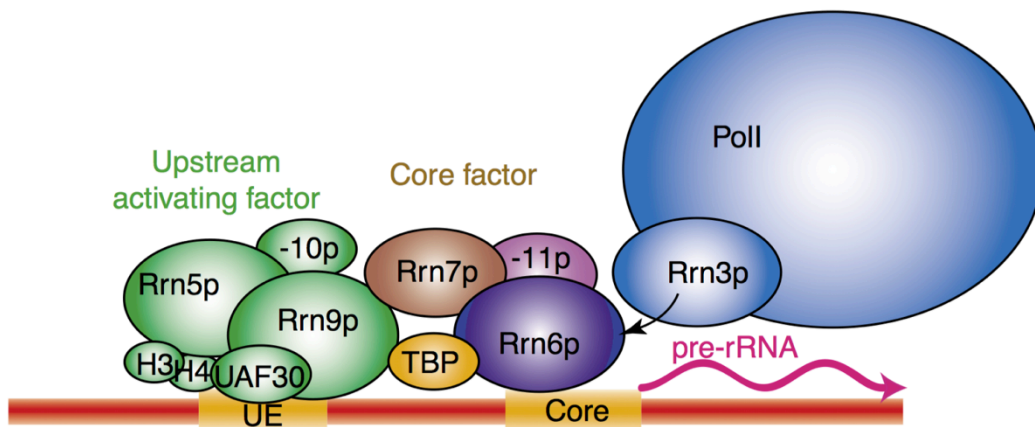 PolI
Upstream
activating factor
Core factor
-10p
Rrn7p
-11p
Rrn5p
Rrn3p
Rrn9p
Rrn6p
H3
H4
UAF30
TBP
pre-rRNA
UE
Core